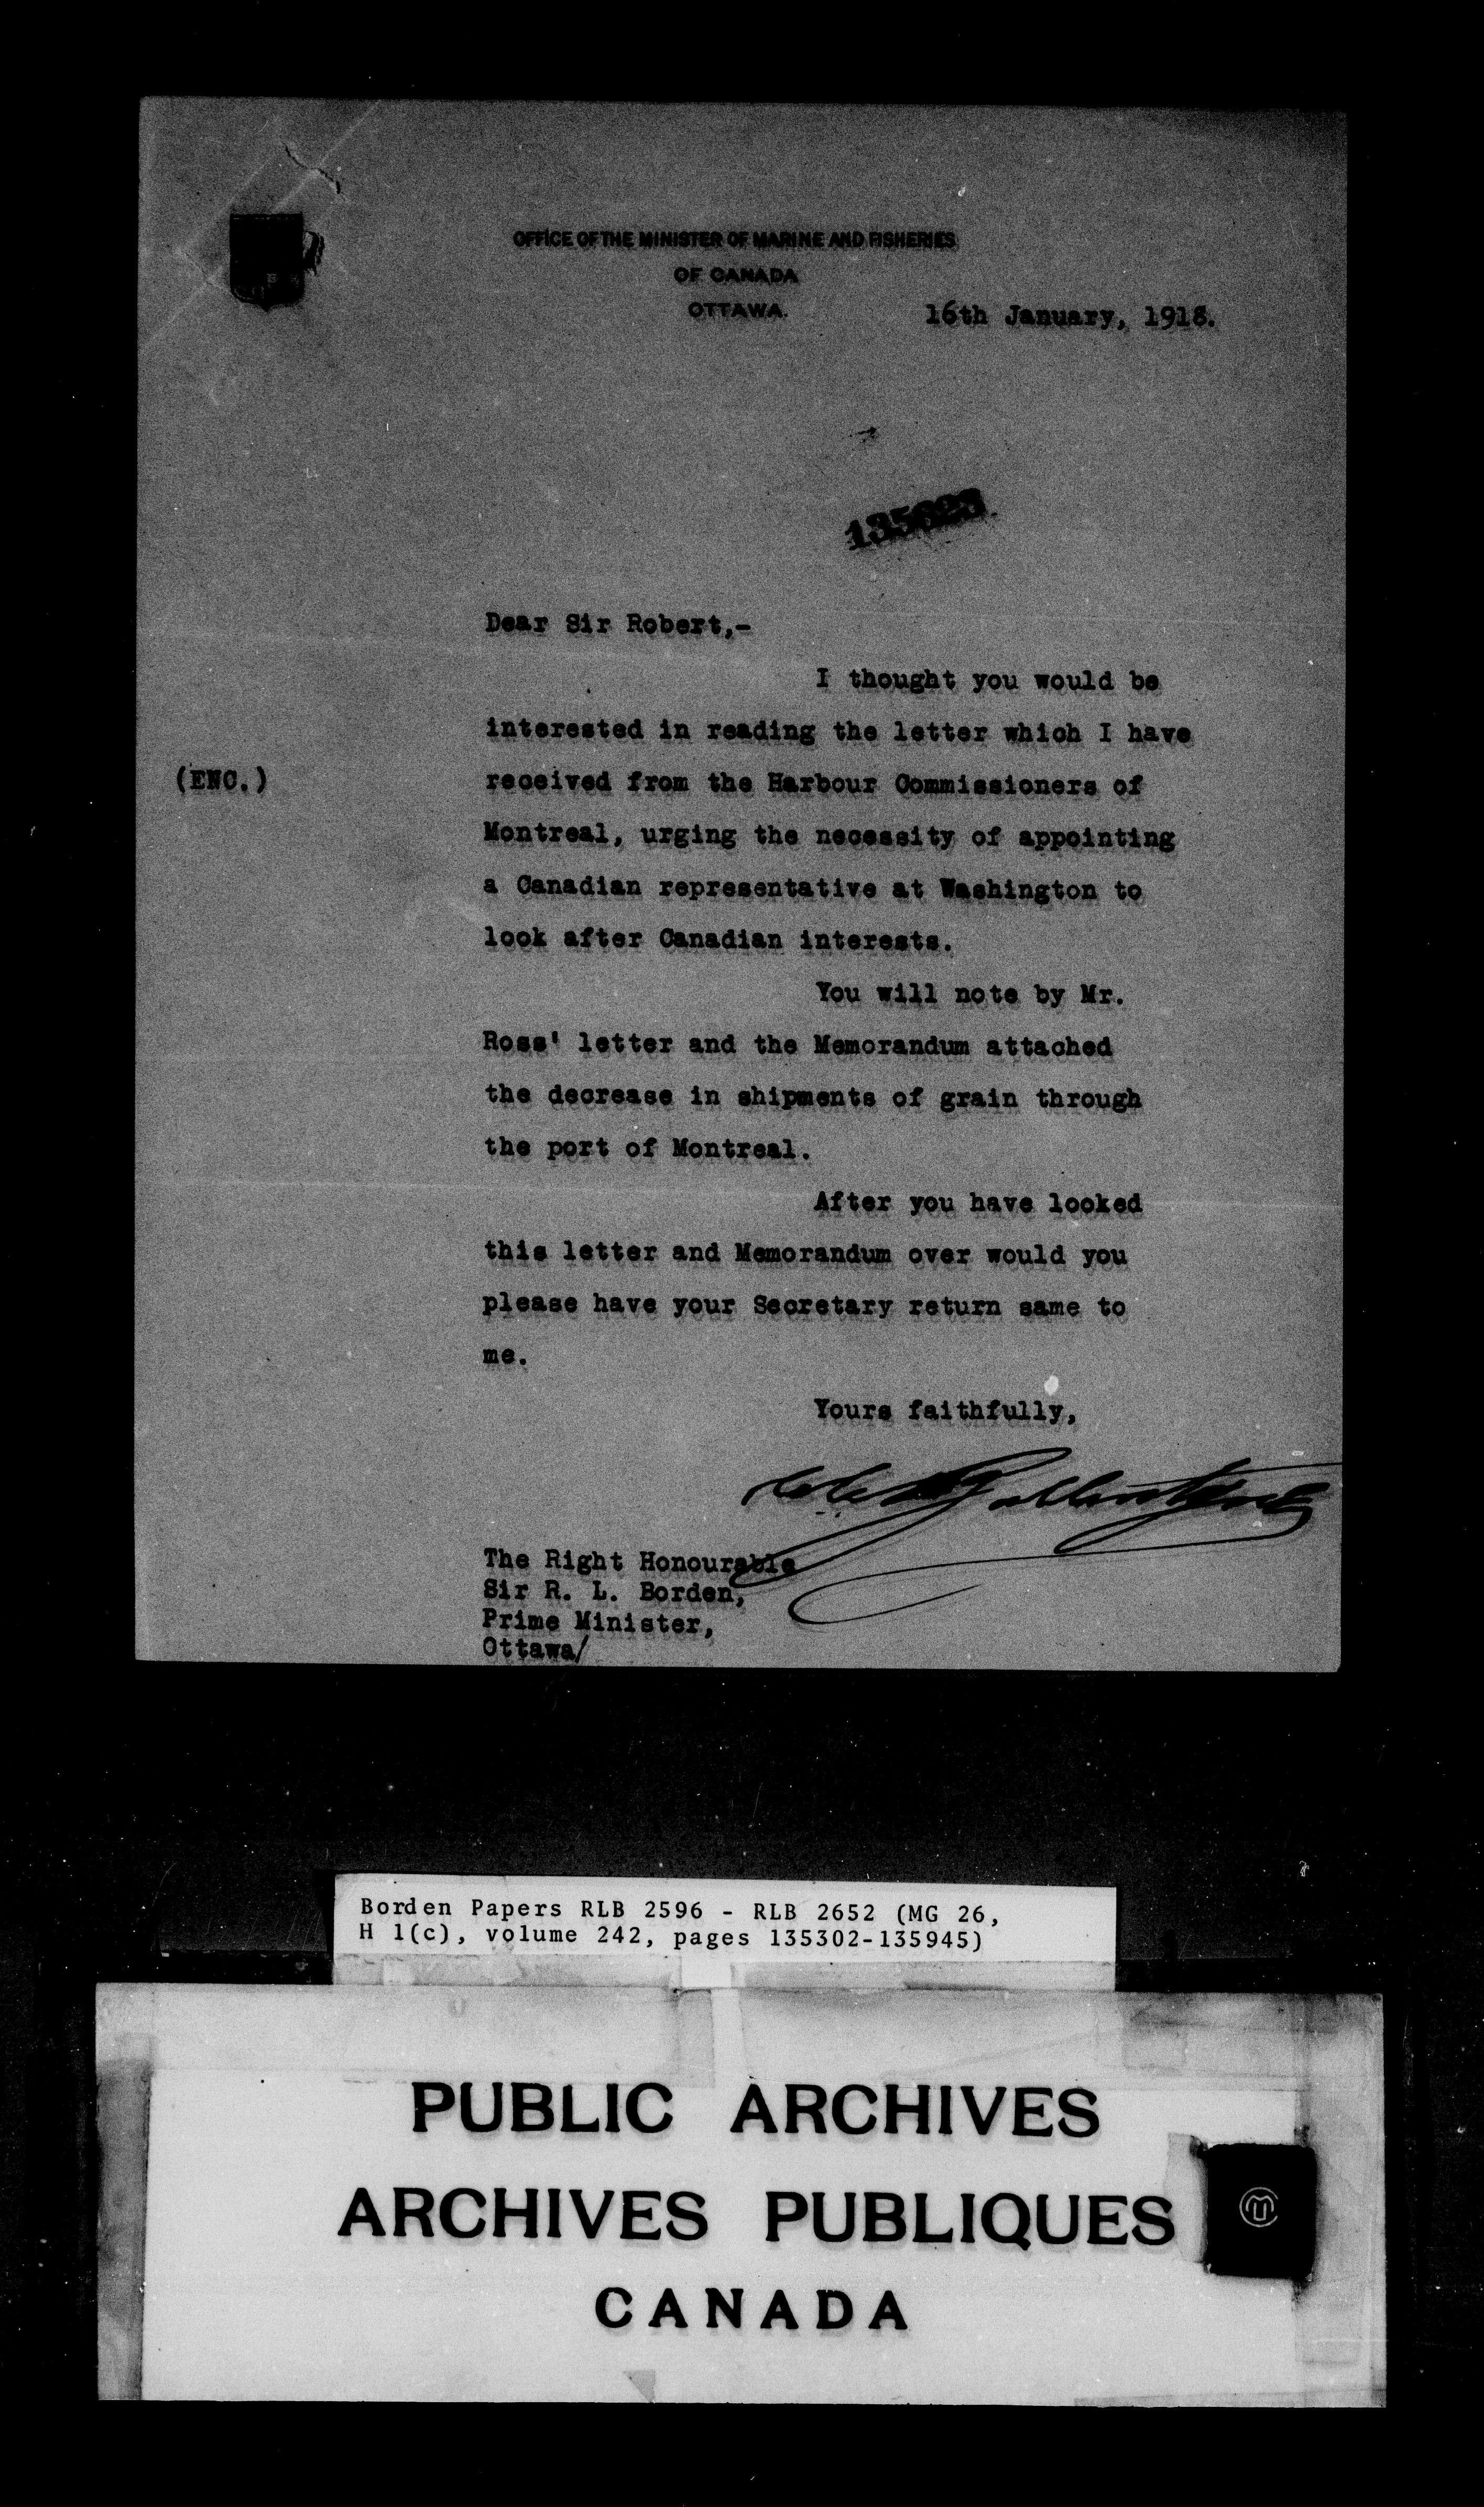 OFFICE OF THE MINISTER OF MARINE AND FISHERIES
OF CANADA
OTTAWA.
16th January, 1918.
Dear Sir Robert,-
I thought you would be
interested in reading the letter which I have
(ENC.) received from the Harbour Commissioners of
Montreal, urging the necessity of appointing
a Canadian representative at Washington to
look after Canadian interests.
You will note by Mr.
Ross' letter and the Memorandum attached
the decrease in shipments of grain through
the port of Montreal.
After you have looked
this letter and Memorandum over would you
please have your Secretary return same to
me.
Yours faithfully,
The Right Honourable
Sir R. L. Borden,
Prime Minister,
Ottawa/
Borden Papers RLB 2596 - RLB 2652 (MG 26,
H 1(c), volume 242, pages 135302-135945)
PUBLIC ARCHIVES
ARCHIVES PUBLIQUES
CANADA